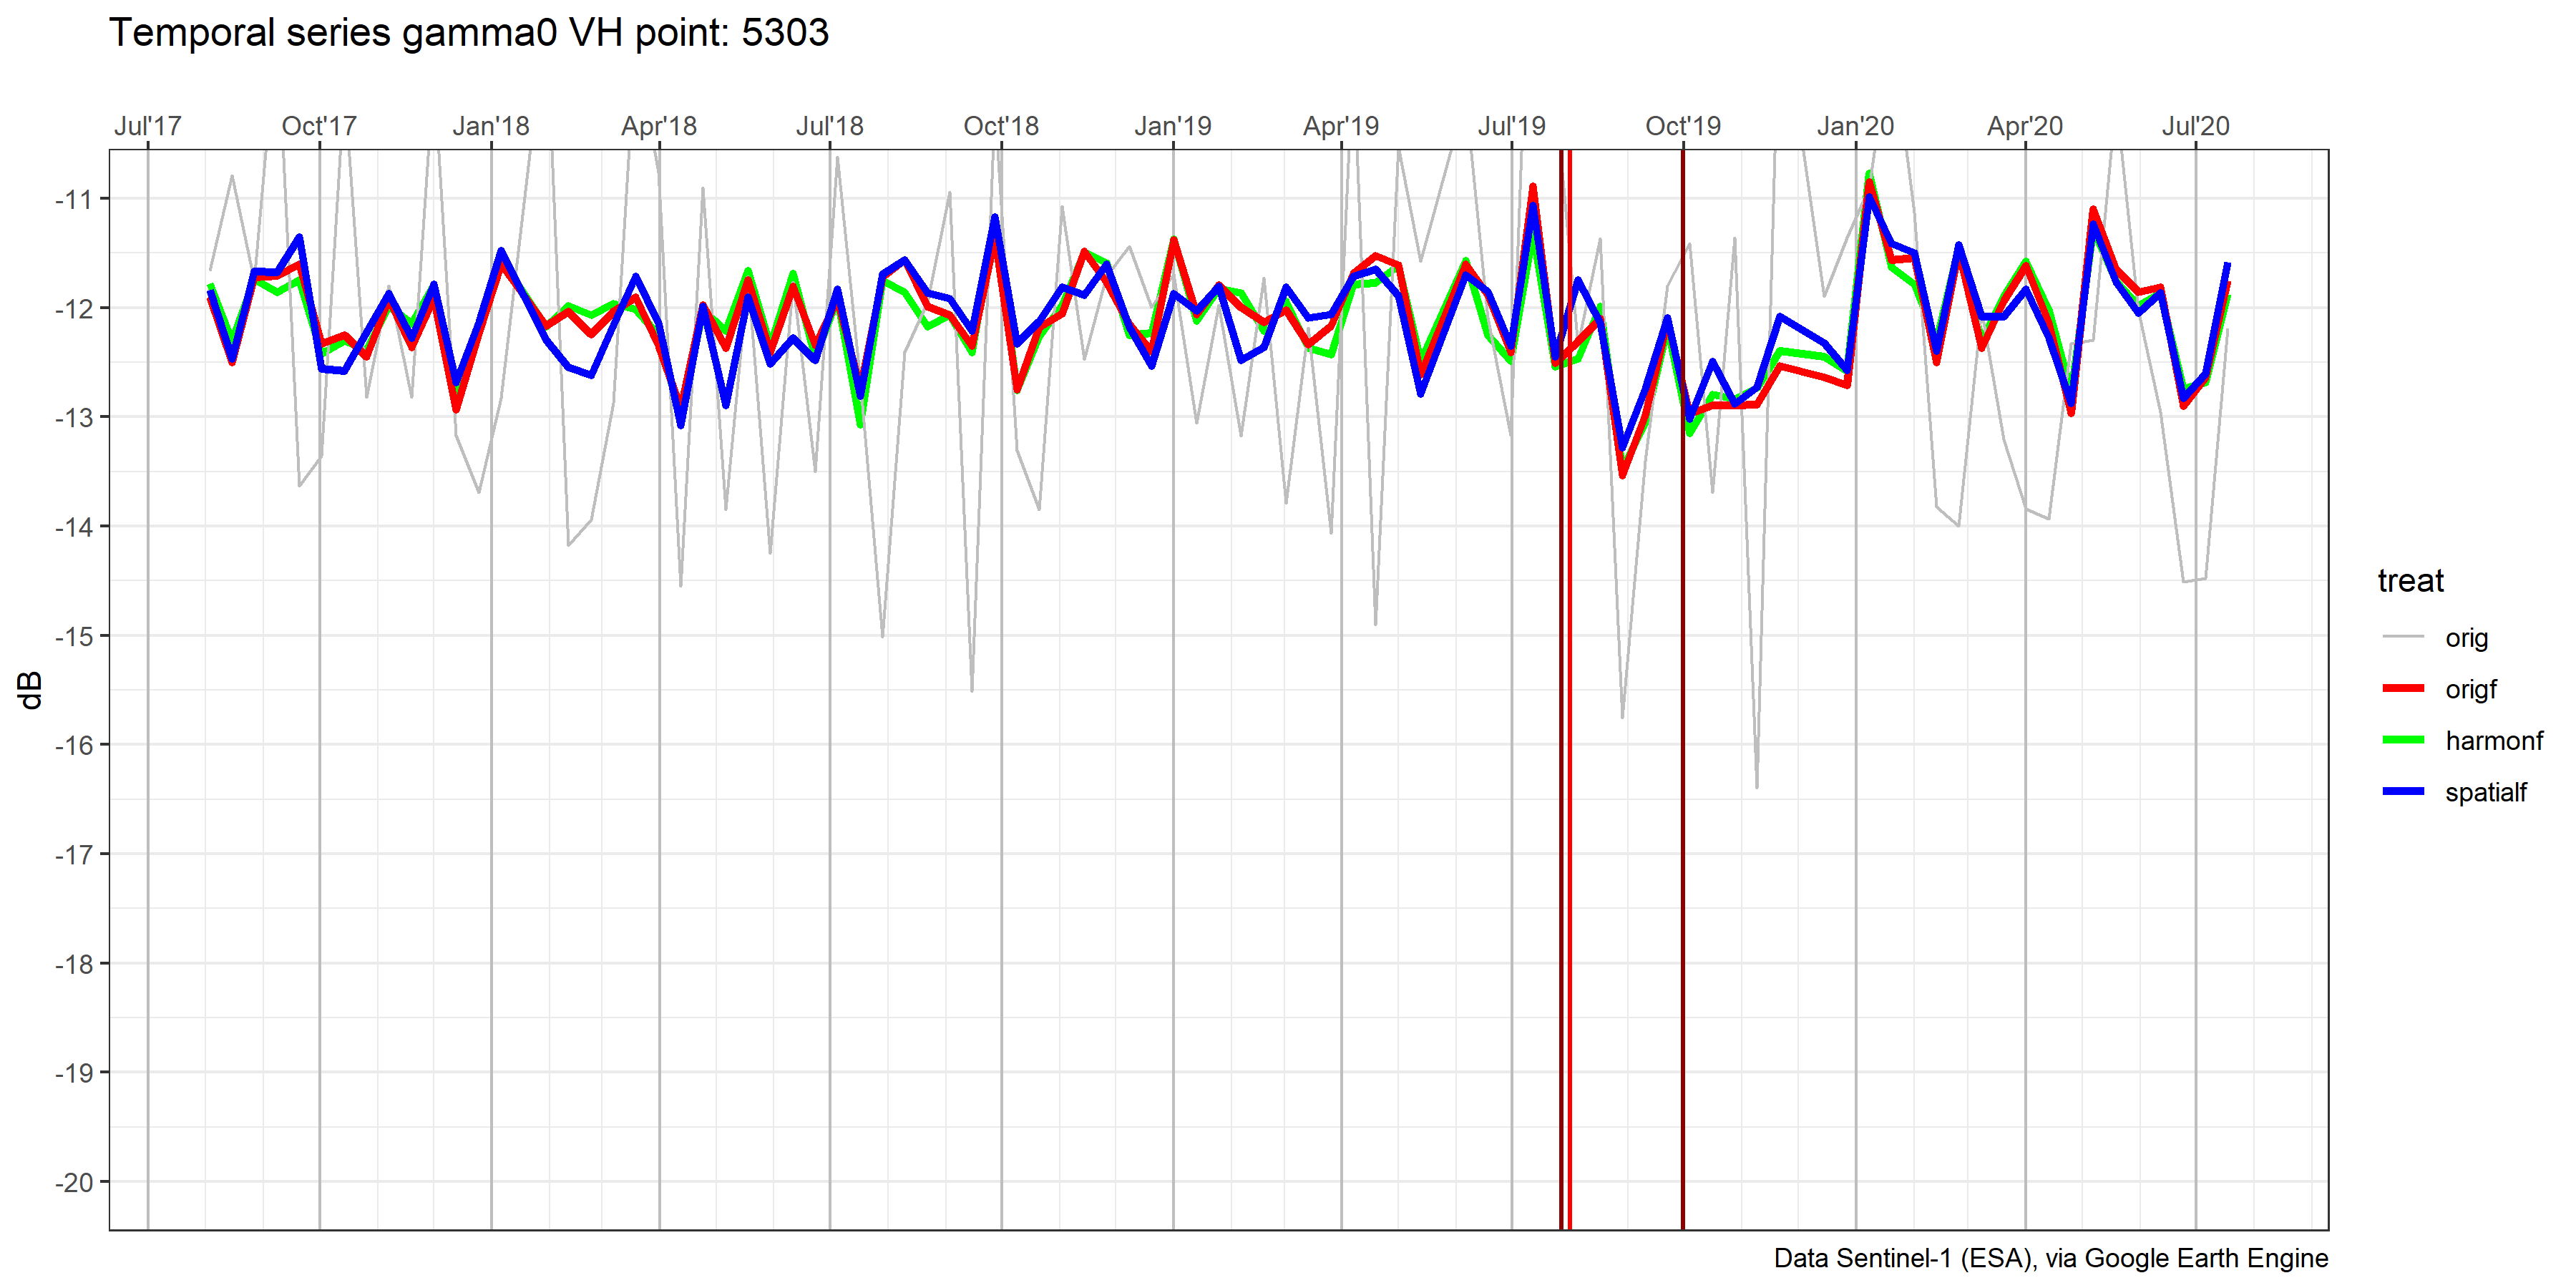 Temporal series gamma0 VH point: 5303
Jul'17 Oct'17 Jan'18 Apr'18 Jul'18 Oct'18 Jan'19 Apr'19 Jul'19 Oct'19 Jan'20 Apr'20 Jul'20
-11
-12
-13
-14
-15
-16
-17
-18
-19
-20
dB
treat
orig
origf
harmonf
spatialf
Data Sentinel-1 (ESA), via Google Earth Engine